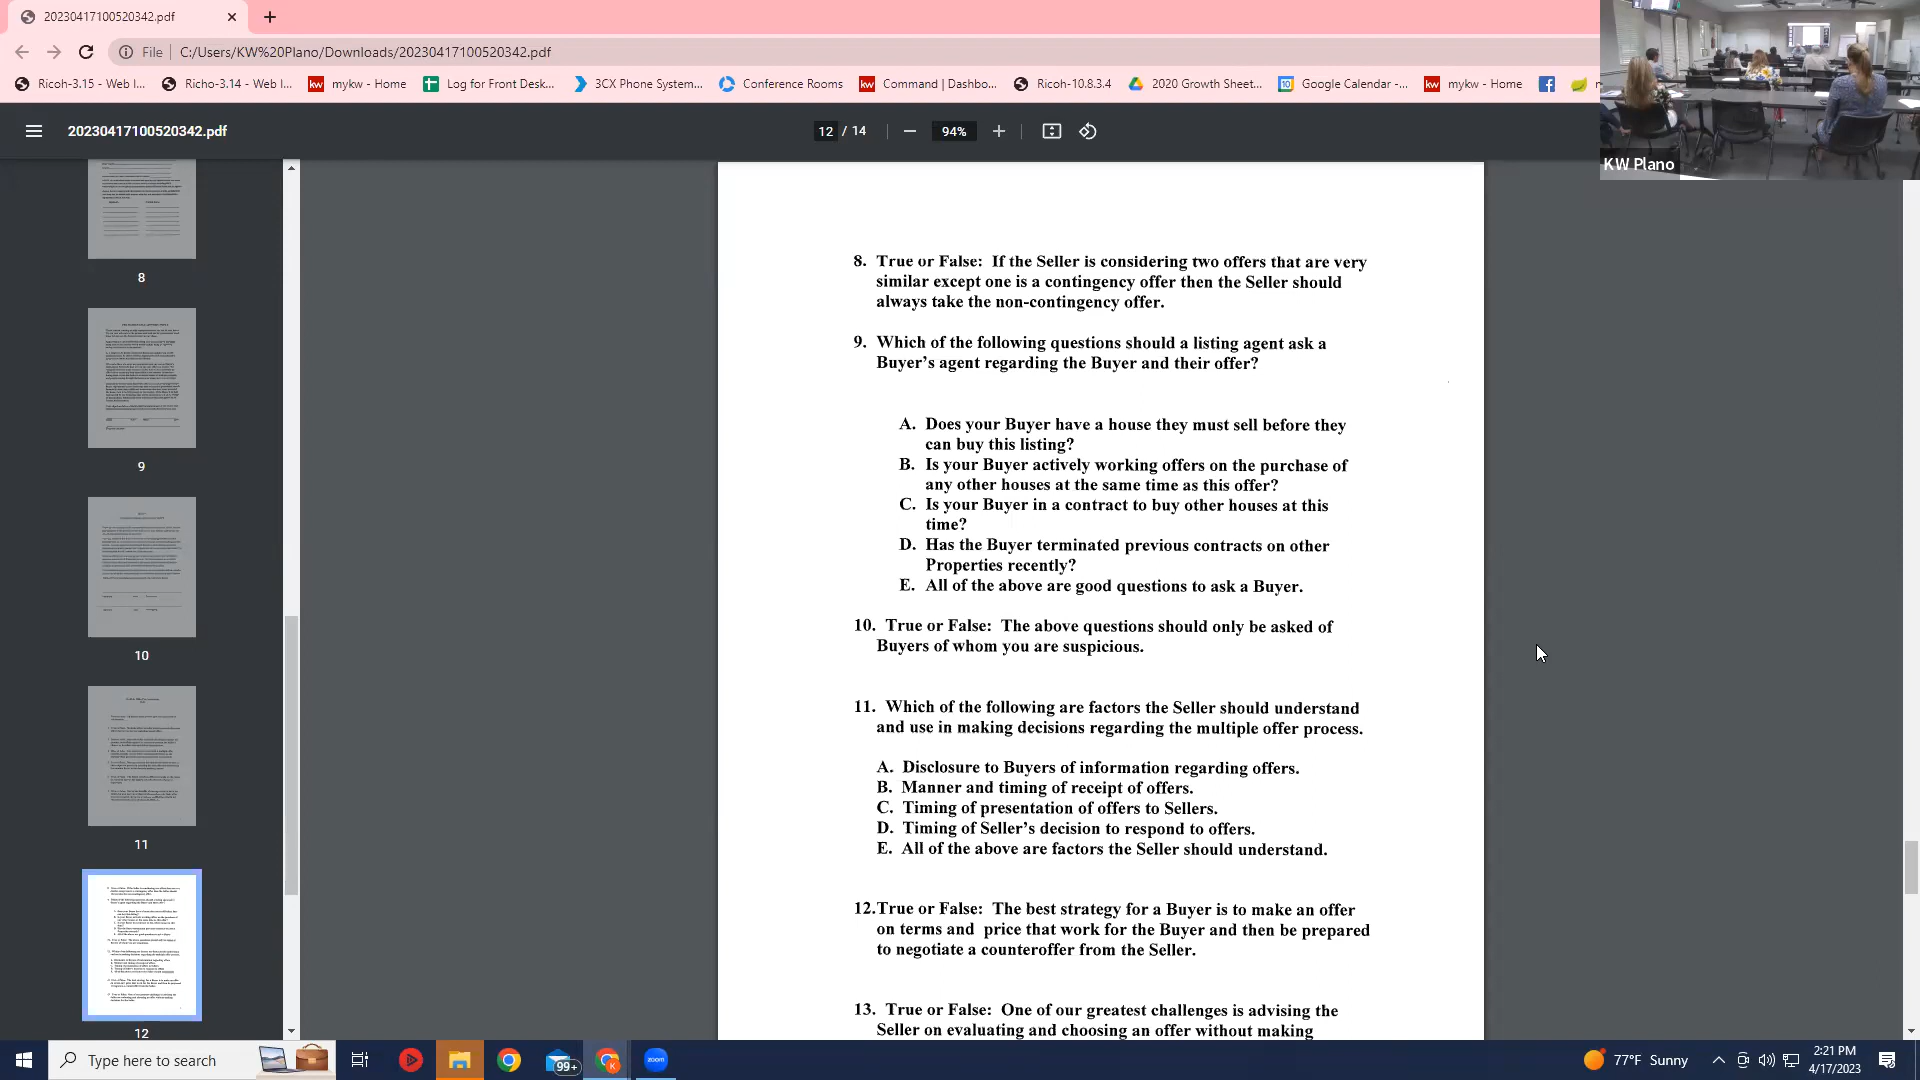 20230417100520342.pdf
File
C:/Users/KW%20Plano/Downloads/20230417100520342.pdf
Ricoh-3.15 - Web I...
Richo-3.14 - Web I...
kw
mykw - Home
Log for Front Desk...
3CX Phone System...
Conference Rooms
kw
Command | Dashbo...
Ricoh-10.8.3.4
2020 Growth Sheet...
10
Google Calendar -...
kw
mykw - Home
KW Plano
20230417100520342.pdf
12 / 14
94%
8
9
10
11
12
8. True or False: If the Seller is considering two offers that are very
similar except one is a contingency offer then the Seller should
always take the non-contingency offer.
9. Which of the following questions should a listing agent ask a
Buyer's agent regarding the Buyer and their offer?
A. Does your Buyer have a house they must sell before they
can buy this listing?
B. Is your Buyer actively working offers on the purchase of
any other houses at the same time as this offer?
C. Is your Buyer in a contract to buy other houses at this
time?
D. Has the Buyer terminated previous contracts on other
Properties recently?
E. All of the above are good questions to ask a Buyer.
10. True or False: The above questions should only be asked of
Buyers of whom you are suspicious.
11. Which of the following are factors the Seller should understand
and use in making decisions regarding the multiple offer process.
A. Disclosure to Buyers of information regarding offers.
B. Manner and timing of receipt of offers.
C. Timing of presentation of offers to Sellers.
D. Timing of Seller's decision to respond to offers.
E. All of the above are factors the Seller should understand.
12.True or False: The best strategy for a Buyer is to make an offer
on terms and price that work for the Buyer and then be prepared
to negotiate a counteroffer from the Seller.
13. True or False: One of our greatest challenges is advising the
Seller on evaluating and choosing an offer without making
Type here to search
99+
K
zoom
77°F Sunny
2:21 PM
4/17/2023